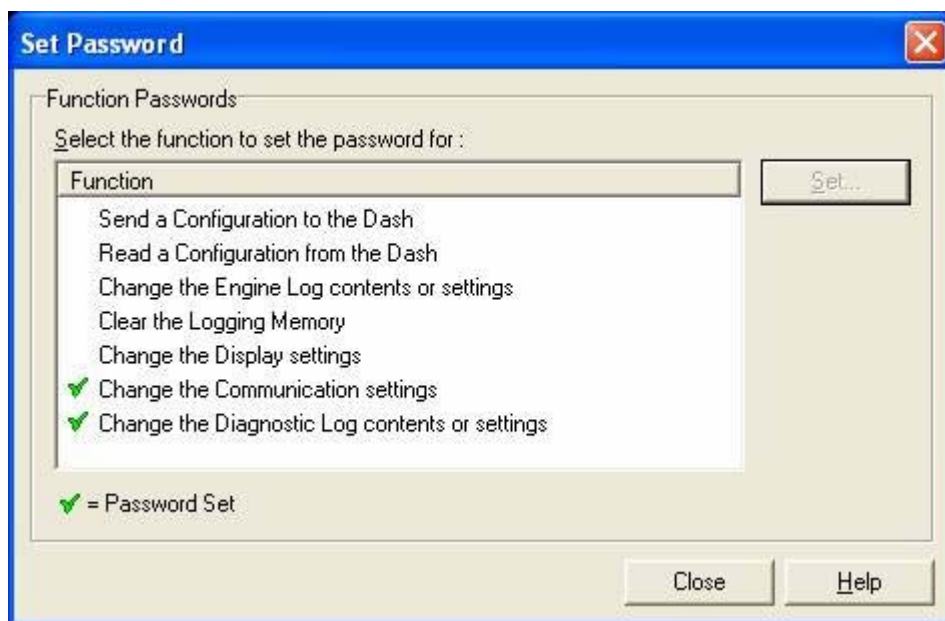 Set Password
Function Passwords
Select the function to set the password for :
Function
Set...
Send a Configuration to the Dash
Read a Configuration from the Dash
Change the Engine Log contents or settings
Clear the Logging Memory
Change the Display settings
Change the Communication settings
Change the Diagnostic Log contents or settings
= Password Set
Close
Help